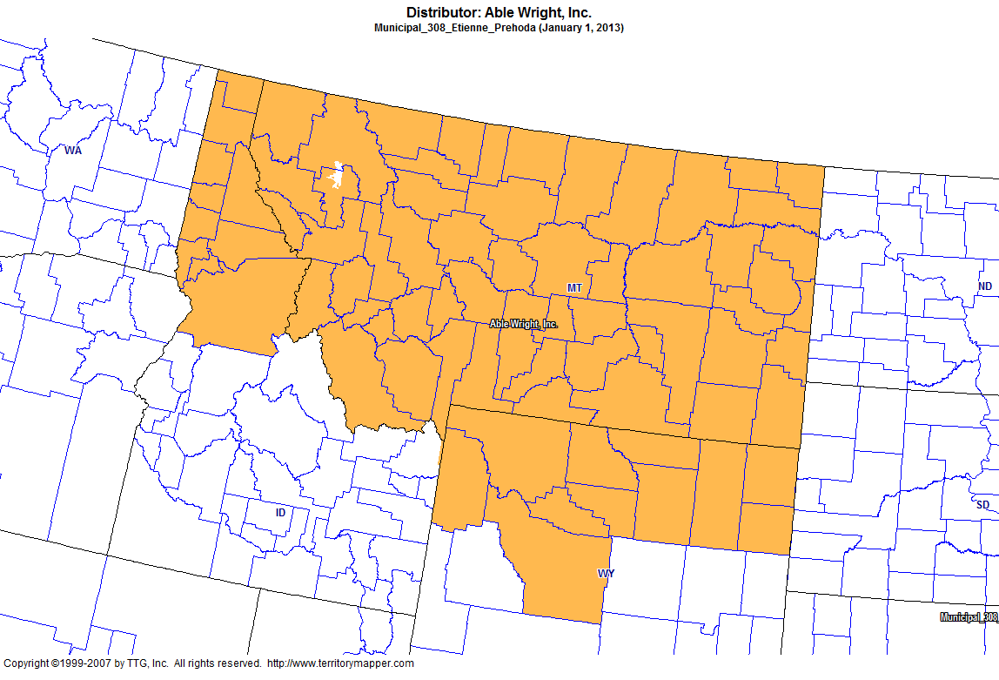 Distributor: Able Wright, Inc.
Municipal_308_Etienne_Prehoda (January 1, 2013)
WA
MT
ND
Able Wright, Inc.
ID
SD
WY
Municipal_308_
Copyright ©1999-2007 by TTG, Inc. All rights reserved. http://www.territorymapper.com